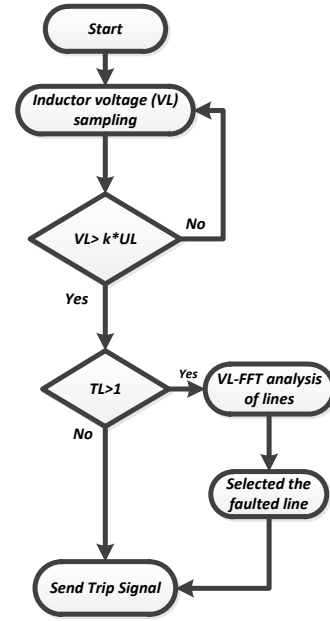 Start
Inductor voltage (VL)
sampling
VL> k*UL
No
Yes
TL>1
Yes
VL-FFT analysis
of lines
No
Selected the
faulted line
Send Trip Signal